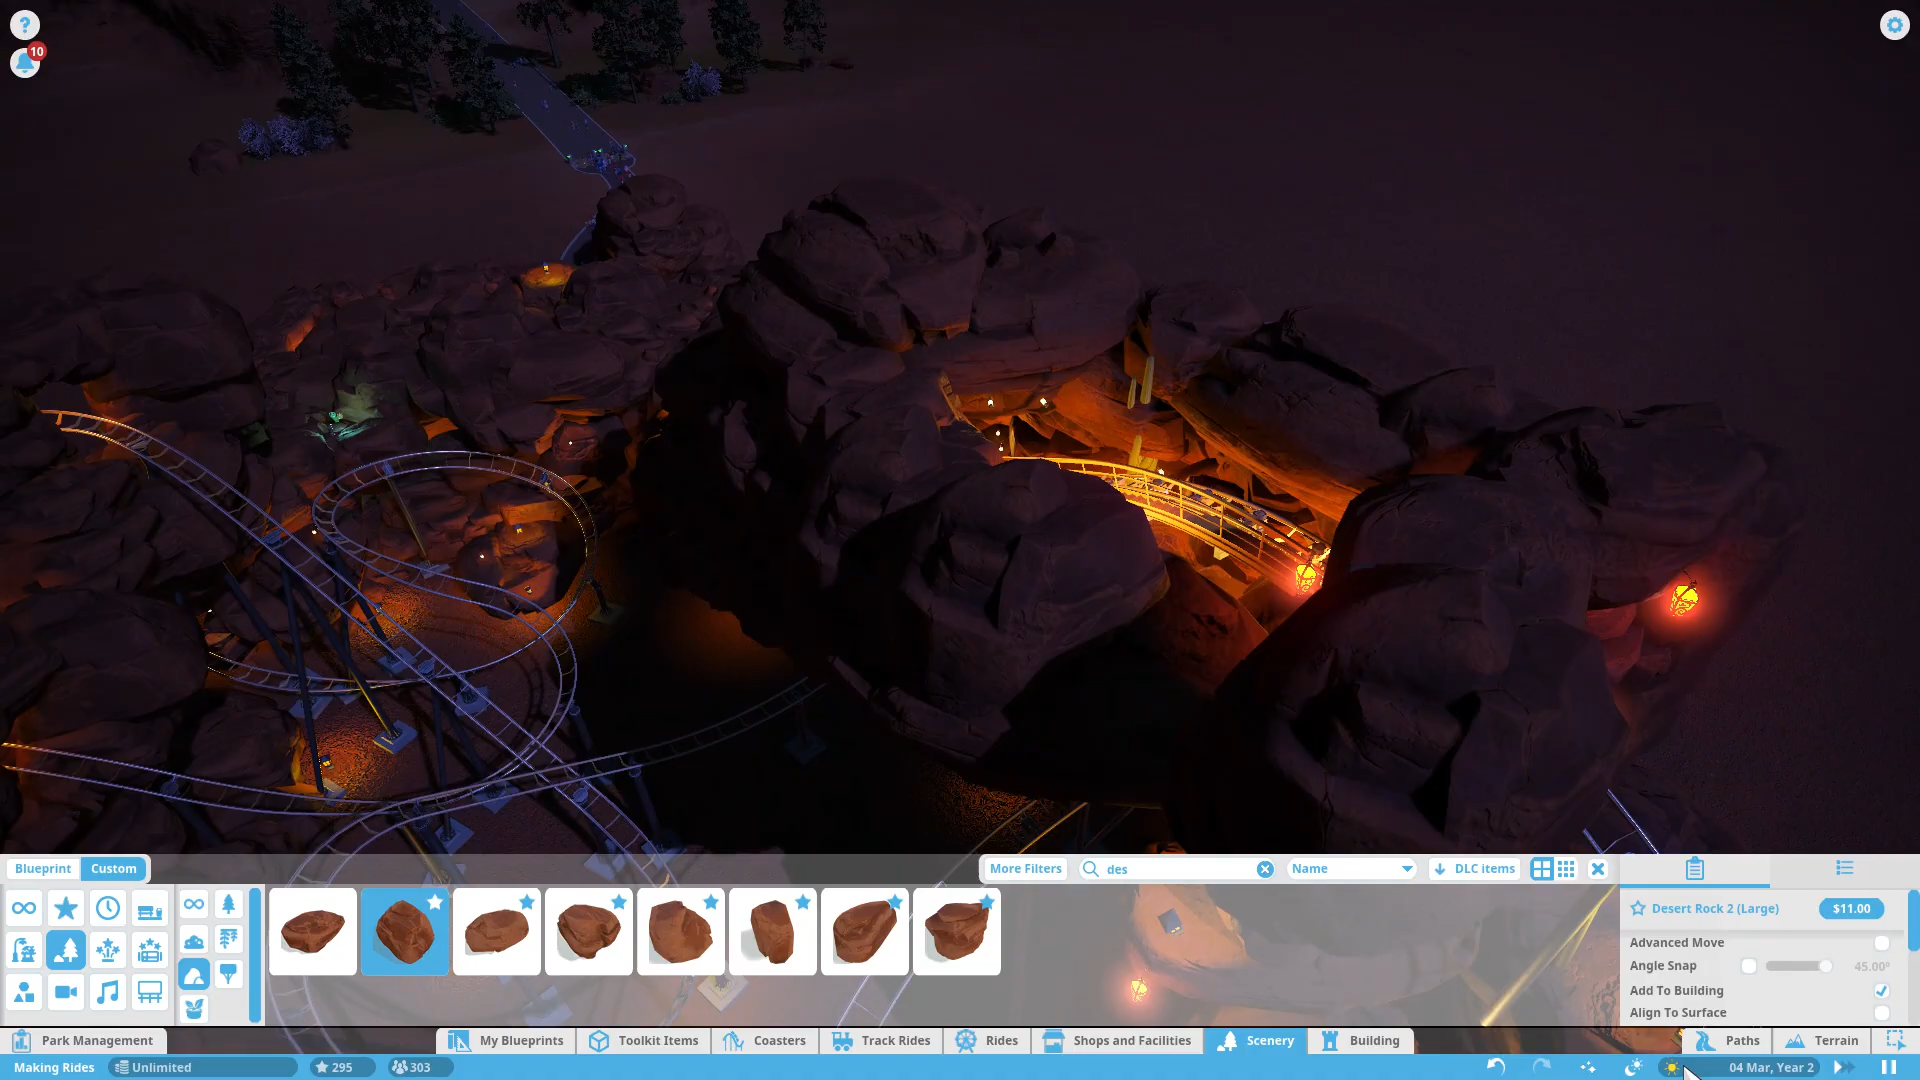 10
Blueprint
Custom
More Filters
des
Name
DLC items
Desert Rock 2 (Large)
$11.00
Advanced Move
Angle Snap
45.00°
Add To Building
Align To Surface
Park Management
My Blueprints
Toolkit Items
Coasters
Track Rides
Rides
Shops and Facilities
Scenery
Building
Paths
Terrain
Making Rides
Unlimited
295
303
04 Mar, Year 2